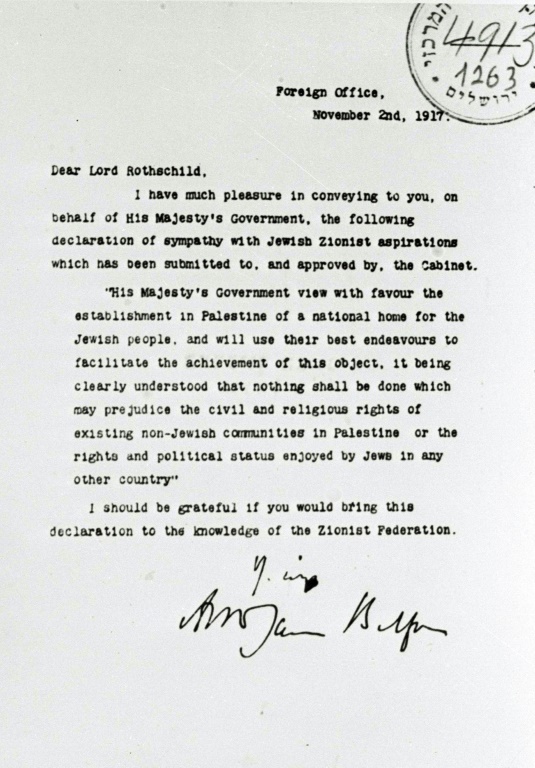 המרכזי
4913
1263
ירושלים
Foreign Office,
November 2nd, 1917.
Dear Lord Rothschild,
I have much pleasure in conveying to you, on
behalf of His Majesty's Government, the following
declaration of sympathy with Jewish Zionist aspirations
which has been submitted to, and approved by, the Cabinet.
"His Majesty's Government view with favour the
establishment in Palestine of a national home for the
Jewish people, and will use their best endeavours to
facilitate the achievement of this object, it being
clearly understood that nothing shall be done which
may prejudice the civil and religious rights of
existing non-Jewish communities in Palestine or the
rights and political status enjoyed by Jews in any
other country"
I should be grateful if you would bring this
declaration to the knowledge of the Zionist Federation.
Arthur James Balfour